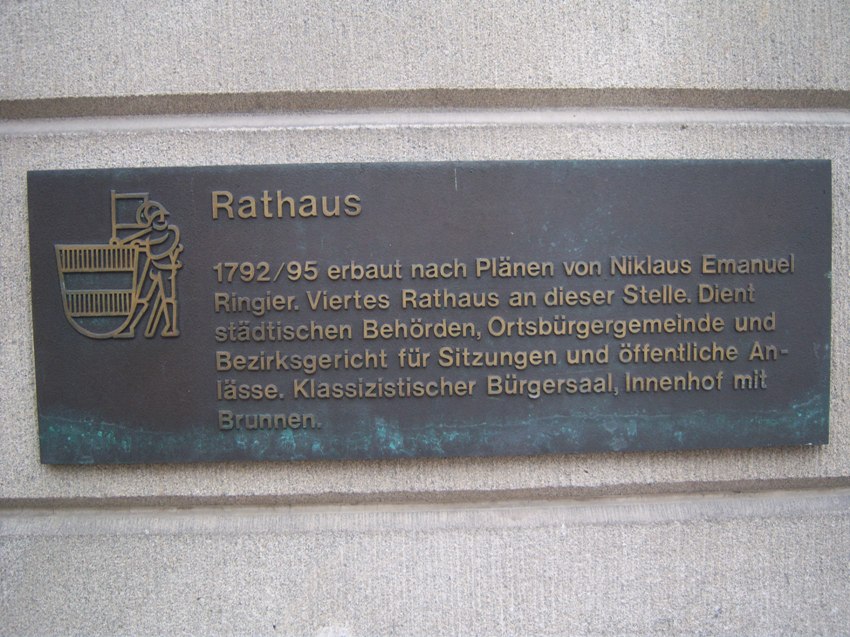 Rathaus
1792/95 erbaut nach Plänen von Niklaus Emanuel
Ringier. Viertes Rathaus an dieser Stelle. Dient
städtischen Behörden, Ortsbürgergemeinde und
Bezirksgericht für Sitzungen und öffentliche An-
lässe. Klassizistischer Bürgersaal, Innenhof mit
Brunnen.